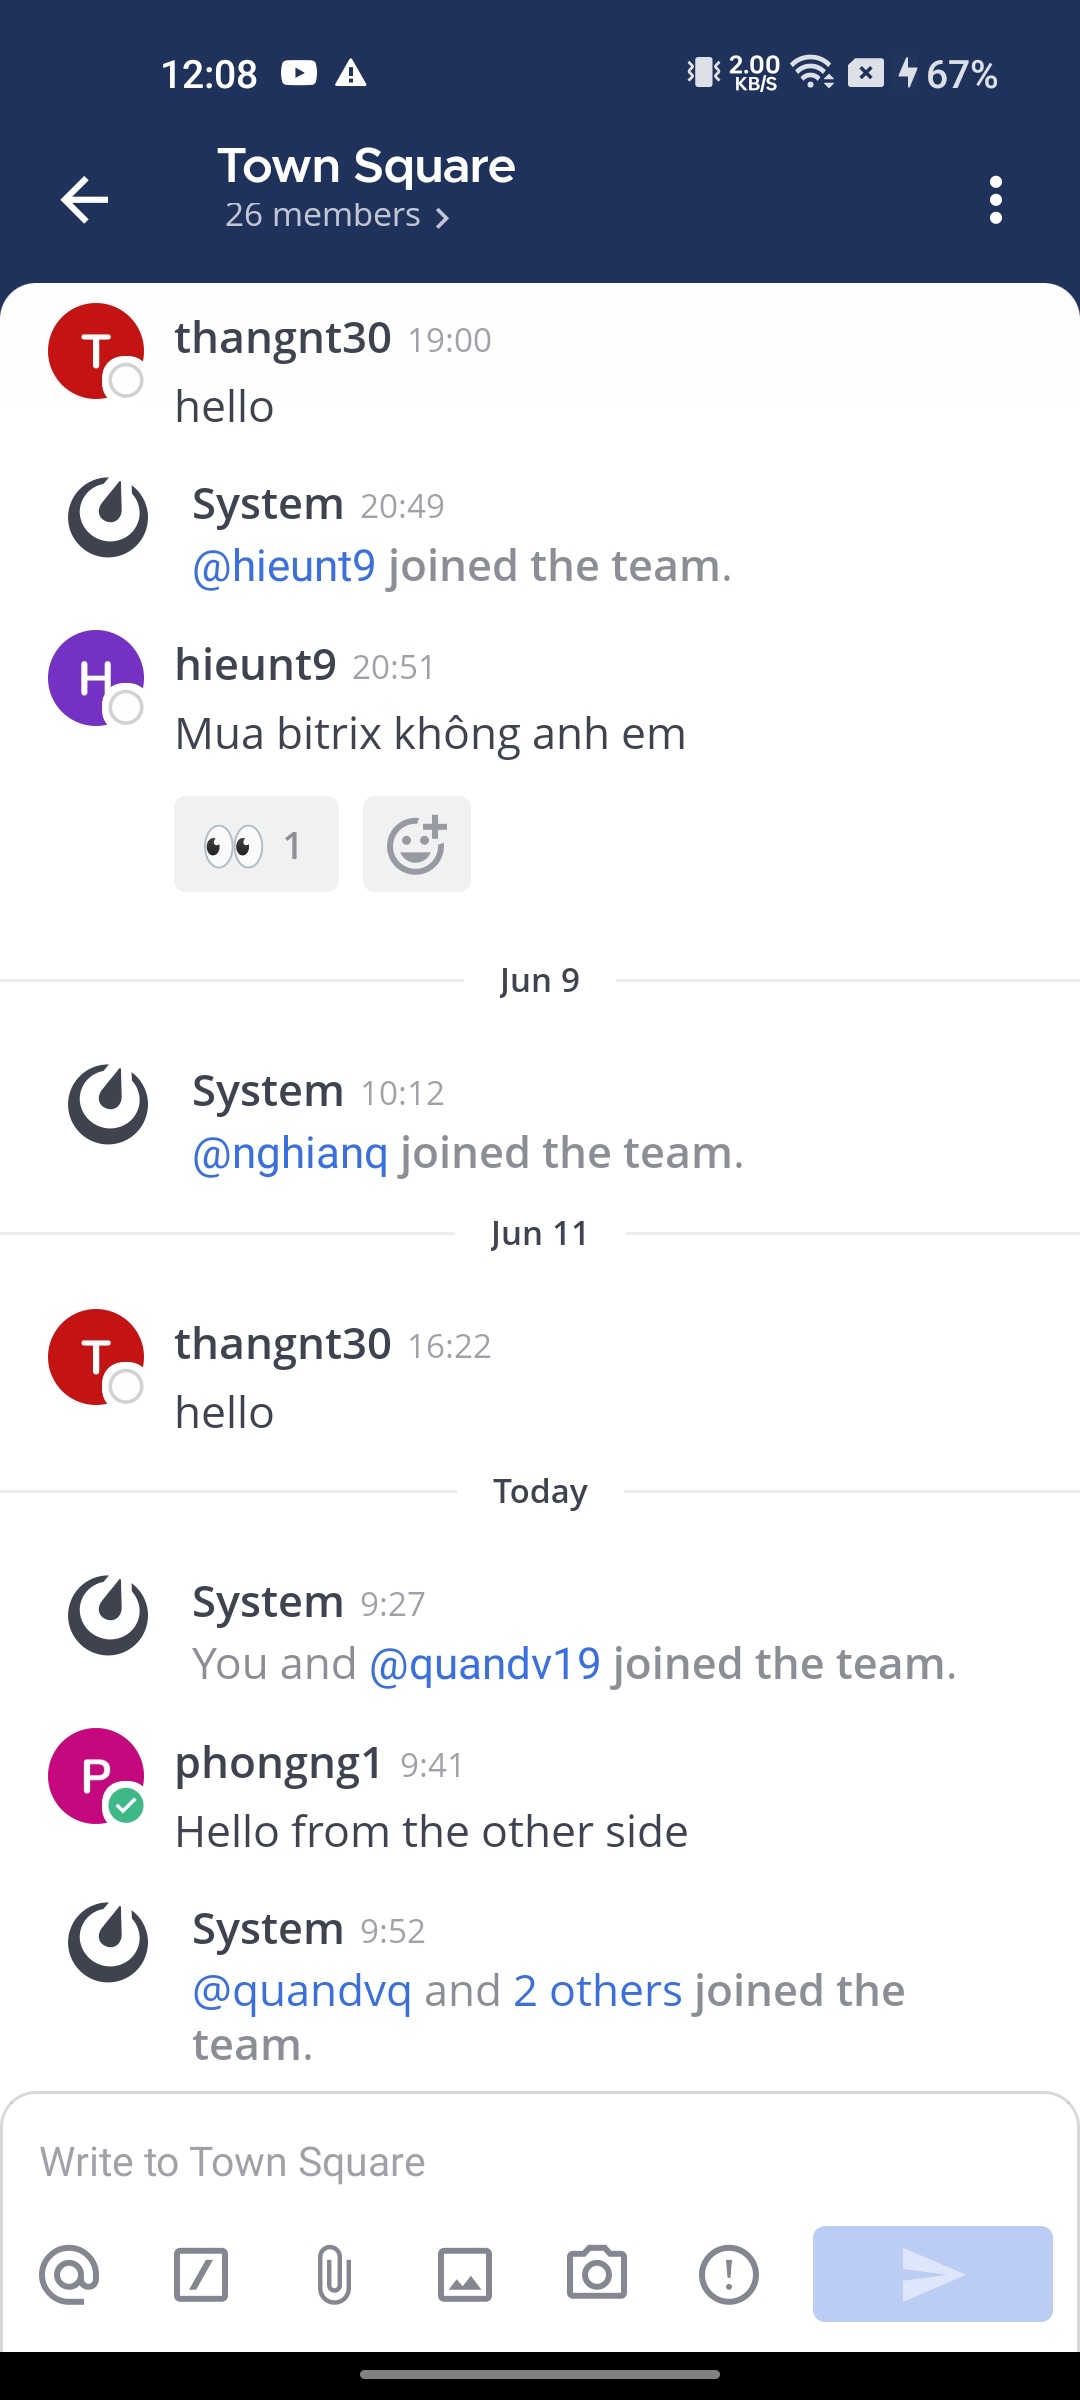 12:08
2.00
KB/S
67%
Town Square
26 members
T
thangnt30 19:00
hello
System 20:49
@hieunt9 joined the team.
H
hieunt9 20:51
Mua bitrix không anh em
1
Jun 9
System 10:12
@nghianq joined the team.
Jun 11
T
thangnt30 16:22
hello
Today
System 9:27
You and @quandv19 joined the team.
P
phongng1 9:41
Hello from the other side
System 9:52
@quandvq and 2 others joined the
team.
Write to Town Square